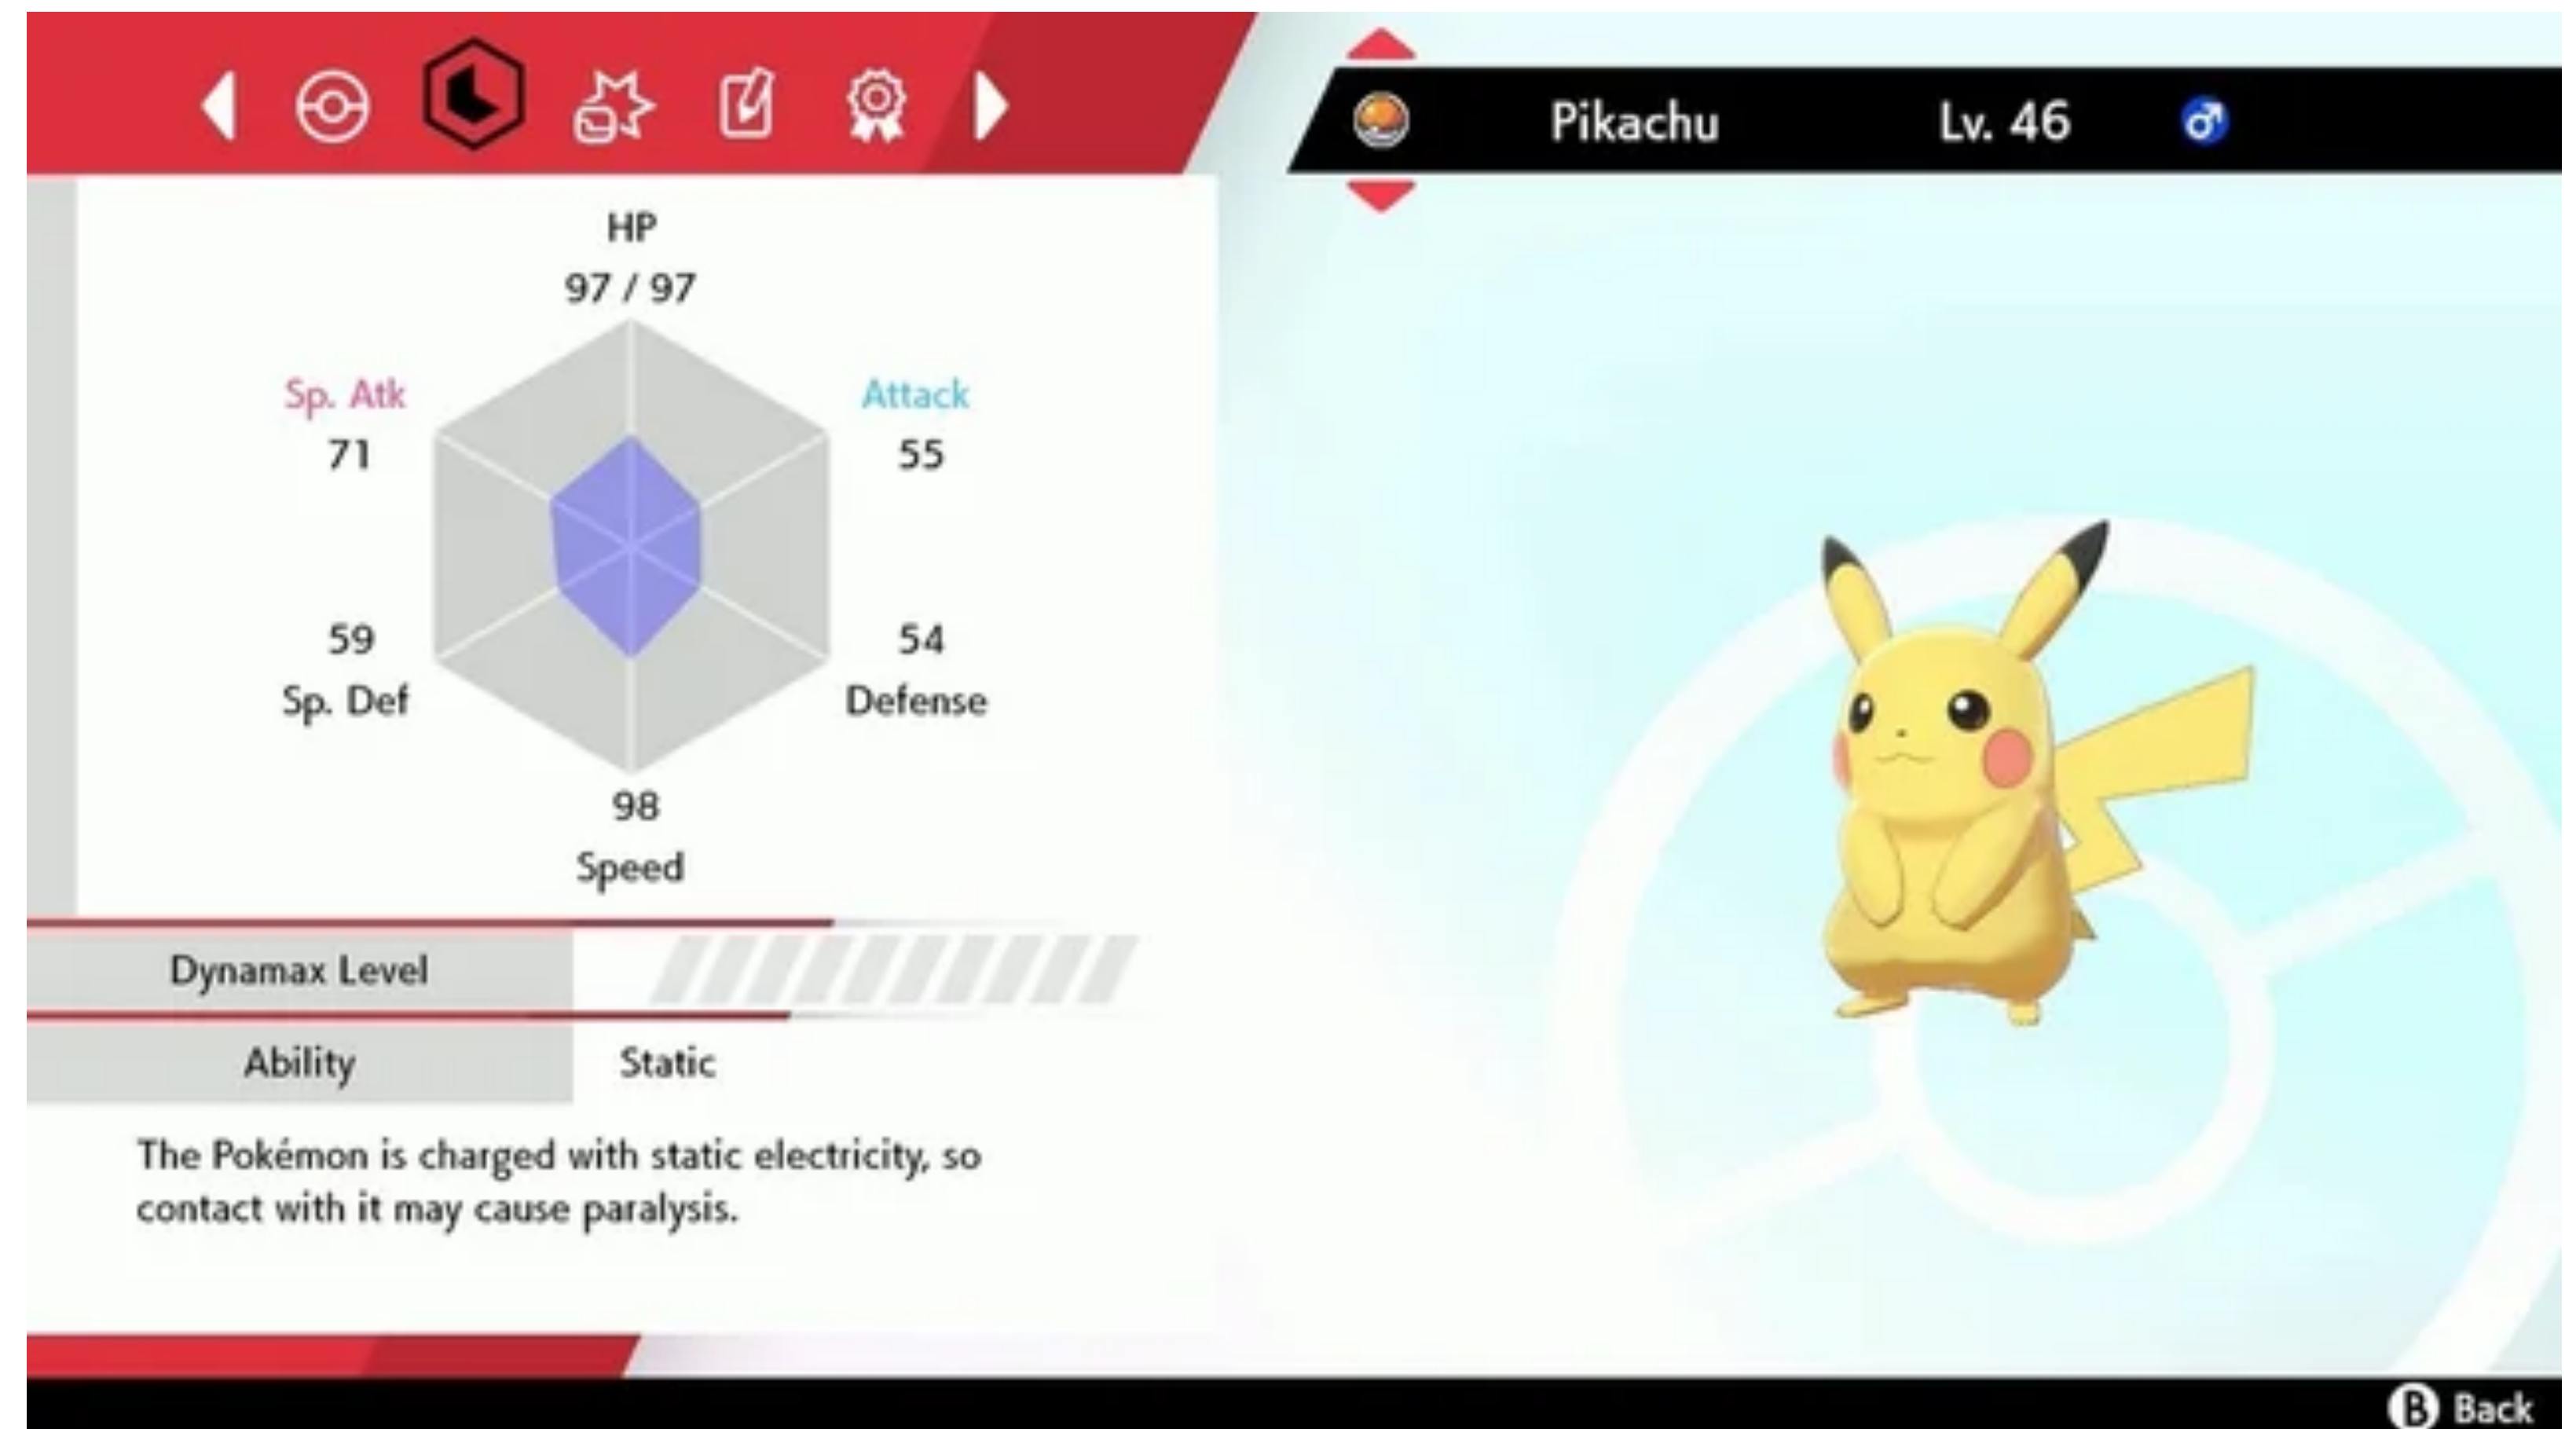 Pikachu Lv. 46 ♂
HP
97 / 97
Sp. Atk
71
Attack
55
59
Sp. Def
54
Defense
98
Speed
Dynamax Level
Ability Static
The Pokémon is charged with static electricity, so
contact with it may cause paralysis.
B Back